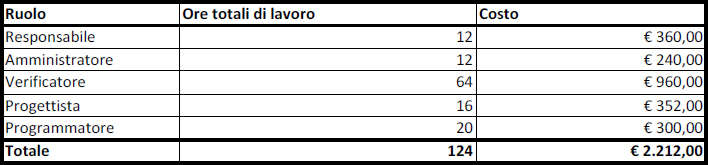 Ruolo Ore totali di lavoro Costo
Responsabile 12 € 360,00
Amministratore 12 € 240,00
Verificatore 64 € 960,00
Progettista 16 € 352,00
Programmatore 20 € 300,00
Totale 124 € 2.212,00